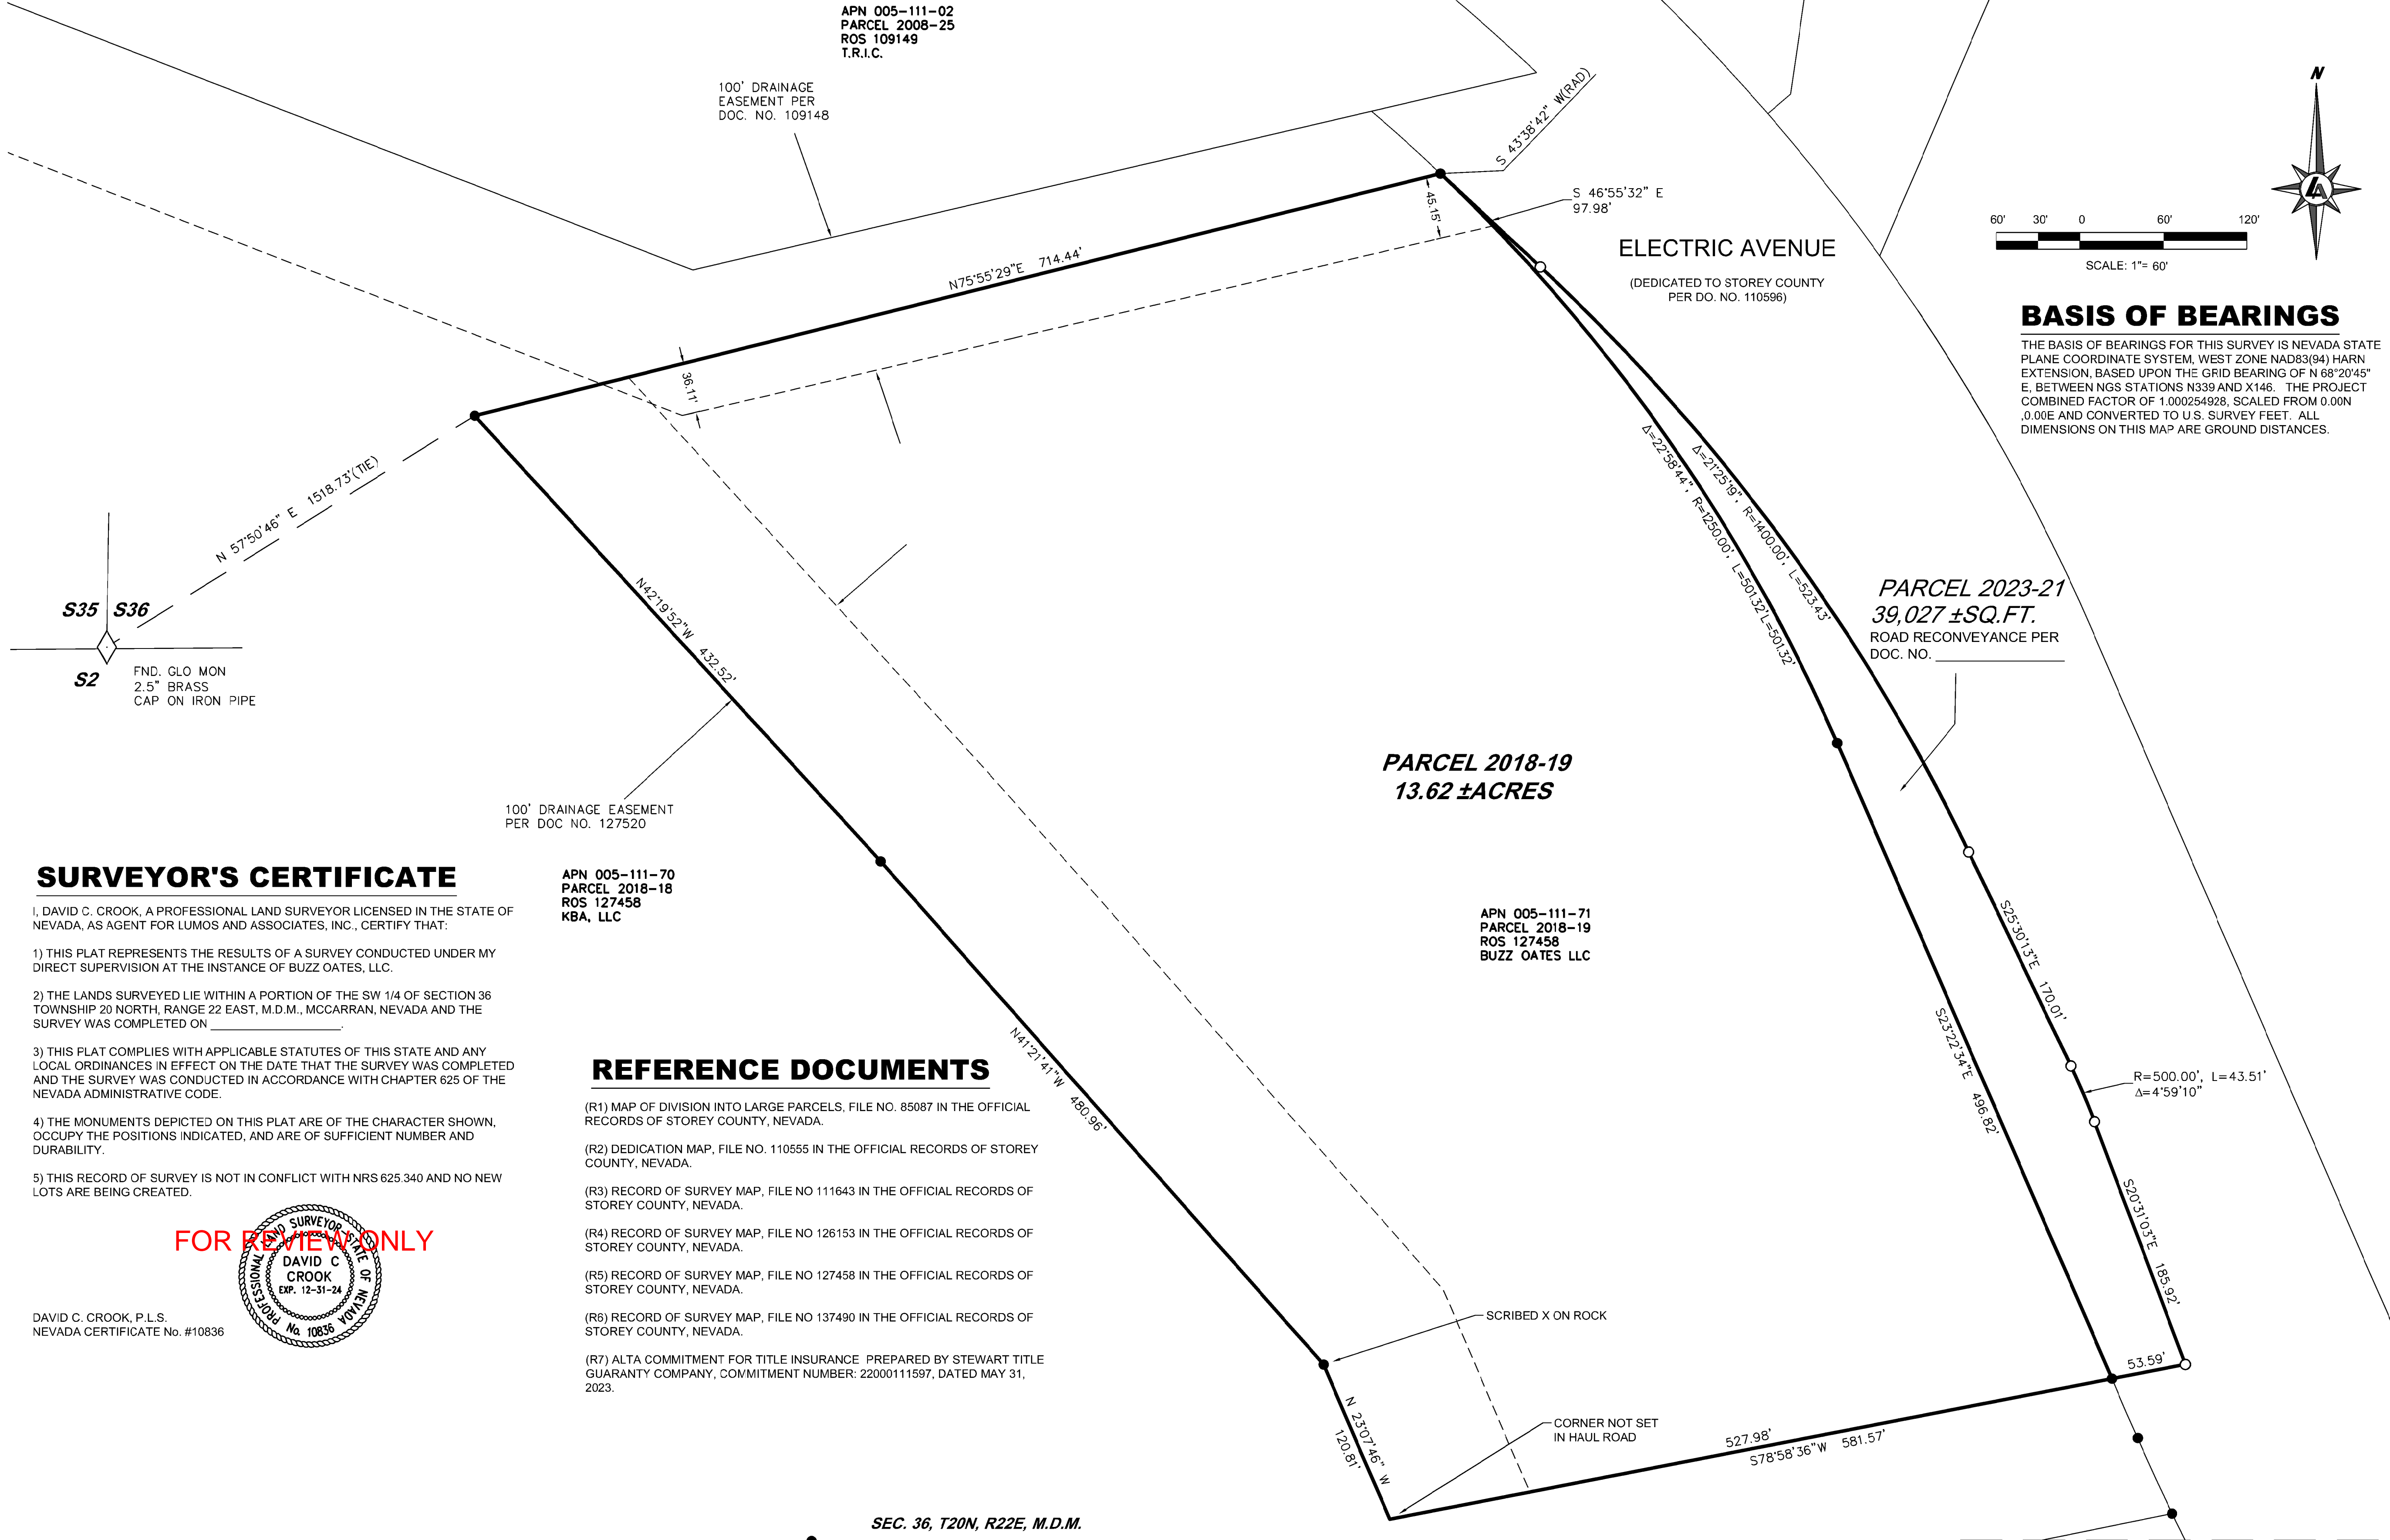 APN 005-111-02
PARCEL 2008-25
ROS 109149
T.R.I.C.
100' DRAINAGE
EASEMENT PER
DOC. NO. 109148
S 43°38'42" W(RAD)
S 46°55'32" E
97.98'
45.15'
N75°55'29"E 714.44'
36.11'
ELECTRIC AVENUE
(DEDICATED TO STOREY COUNTY
PER DO. NO. 110596)
N
LA
60' 30' 0 60' 120'
SCALE: 1"= 60'
BASIS OF BEARINGS
THE BASIS OF BEARINGS FOR THIS SURVEY IS NEVADA STATE
PLANE COORDINATE SYSTEM, WEST ZONE NAD83(94) HARN
EXTENSION, BASED UPON THE GRID BEARING OF N 68°20'45"
E, BETWEEN NGS STATIONS N339 AND X146. THE PROJECT
COMBINED FACTOR OF 1.000254928, SCALED FROM 0.00N
,0.00E AND CONVERTED TO U.S. SURVEY FEET. ALL
DIMENSIONS ON THIS MAP ARE GROUND DISTANCES.
N 57°50'46" E 1518.73'(TIE)
S35 S36
S2
FND. GLO MON
2.5" BRASS
CAP ON IRON PIPE
N42°19'52"W 432.52'
Δ=22°58'44", R=1250.00', L=501.32'L=501.32'
Δ=21°25'19", R=1400.00', L=523.43'
PARCEL 2023-21
39,027 ±SQ.FT.
ROAD RECONVEYANCE PER
DOC. NO. ________________
PARCEL 2018-19
13.62 ±ACRES
100' DRAINAGE EASEMENT
PER DOC NO. 127520
APN 005-111-70
PARCEL 2018-18
ROS 127458
KBA, LLC
APN 005-111-71
PARCEL 2018-19
ROS 127458
BUZZ OATES LLC
S25°30'13"E 170.01'
S23°22'34"E 496.82'
R=500.00', L=43.51'
Δ=4°59'10"
S20°31'03"E 185.92'
53.59'
N41°21'41"W 480.96'
SURVEYOR'S CERTIFICATE
I, DAVID C. CROOK, A PROFESSIONAL LAND SURVEYOR LICENSED IN THE STATE OF
NEVADA, AS AGENT FOR LUMOS AND ASSOCIATES, INC., CERTIFY THAT:
1) THIS PLAT REPRESENTS THE RESULTS OF A SURVEY CONDUCTED UNDER MY
DIRECT SUPERVISION AT THE INSTANCE OF BUZZ OATES, LLC.
2) THE LANDS SURVEYED LIE WITHIN A PORTION OF THE SW 1/4 OF SECTION 36
TOWNSHIP 20 NORTH, RANGE 22 EAST, M.D.M., MCCARRAN, NEVADA AND THE
SURVEY WAS COMPLETED ON ____________________.
3) THIS PLAT COMPLIES WITH APPLICABLE STATUTES OF THIS STATE AND ANY
LOCAL ORDINANCES IN EFFECT ON THE DATE THAT THE SURVEY WAS COMPLETED
AND THE SURVEY WAS CONDUCTED IN ACCORDANCE WITH CHAPTER 625 OF THE
NEVADA ADMINISTRATIVE CODE.
4) THE MONUMENTS DEPICTED ON THIS PLAT ARE OF THE CHARACTER SHOWN,
OCCUPY THE POSITIONS INDICATED, AND ARE OF SUFFICIENT NUMBER AND
DURABILITY.
5) THIS RECORD OF SURVEY IS NOT IN CONFLICT WITH NRS 625.340 AND NO NEW
LOTS ARE BEING CREATED.
FOR REVIEW ONLY
PROFESSIONAL LAND SURVEYOR STATE OF NEVADA
DAVID C
CROOK
EXP. 12-31-24
No. 10836
DAVID C. CROOK, P.L.S.
NEVADA CERTIFICATE No. #10836
REFERENCE DOCUMENTS
(R1) MAP OF DIVISION INTO LARGE PARCELS, FILE NO. 85087 IN THE OFFICIAL
RECORDS OF STOREY COUNTY, NEVADA.
(R2) DEDICATION MAP, FILE NO. 110555 IN THE OFFICIAL RECORDS OF STOREY
COUNTY, NEVADA.
(R3) RECORD OF SURVEY MAP, FILE NO 111643 IN THE OFFICIAL RECORDS OF
STOREY COUNTY, NEVADA.
(R4) RECORD OF SURVEY MAP, FILE NO 126153 IN THE OFFICIAL RECORDS OF
STOREY COUNTY, NEVADA.
(R5) RECORD OF SURVEY MAP, FILE NO 127458 IN THE OFFICIAL RECORDS OF
STOREY COUNTY, NEVADA.
(R6) RECORD OF SURVEY MAP, FILE NO 137490 IN THE OFFICIAL RECORDS OF
STOREY COUNTY, NEVADA.
(R7) ALTA COMMITMENT FOR TITLE INSURANCE PREPARED BY STEWART TITLE
GUARANTY COMPANY, COMMITMENT NUMBER: 22000111597, DATED MAY 31,
2023.
SCRIBED X ON ROCK
N 23°07'46" W
120.81'
CORNER NOT SET
IN HAUL ROAD
527.98'
S78°58'36"W 581.57'
SEC. 36, T20N, R22E, M.D.M.